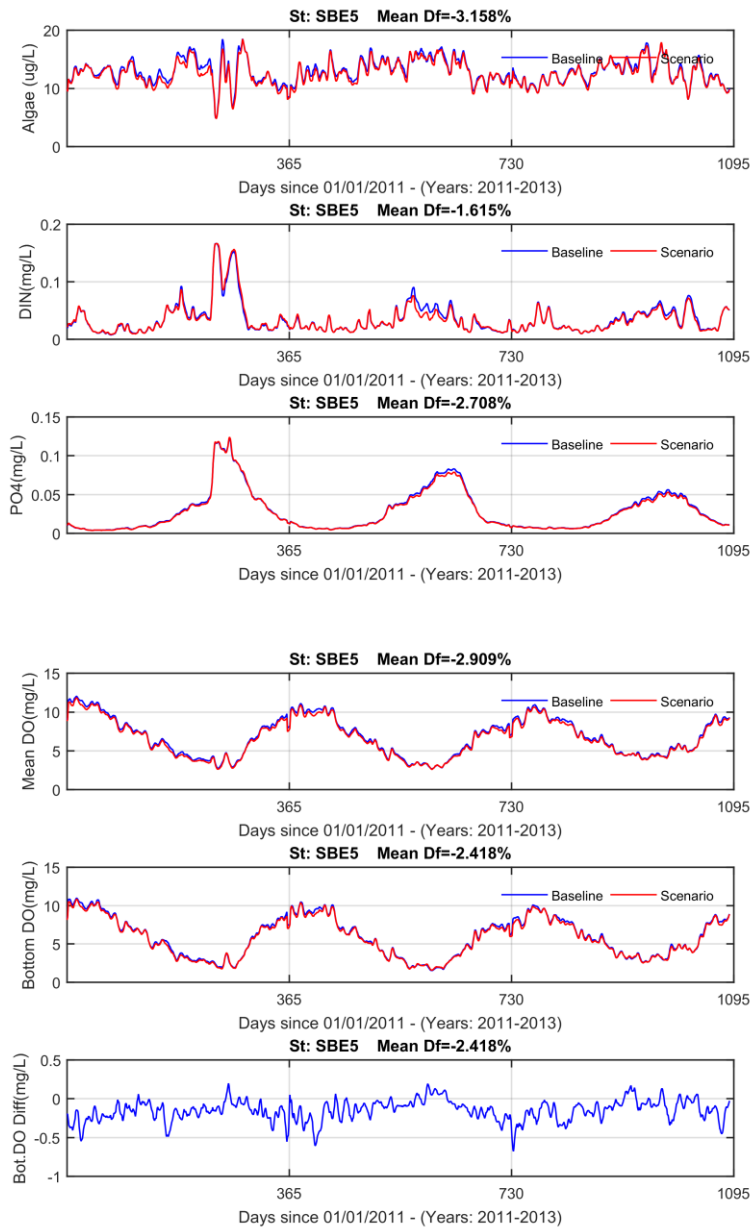 St: SBE5 Mean Df=-3.158%
Algae (ug/L)
20
10
0
Baseline Scenario
365 730 1095
Days since 01/01/2011 - (Years: 2011-2013)
St: SBE5 Mean Df=-1.615%
DIN(mg/L)
0.2
0.1
0
Baseline Scenario
365 730 1095
Days since 01/01/2011 - (Years: 2011-2013)
St: SBE5 Mean Df=-2.708%
PO4(mg/L)
0.15
0.1
0.05
0
Baseline Scenario
365 730 1095
Days since 01/01/2011 - (Years: 2011-2013)
St: SBE5 Mean Df=-2.909%
Mean DO(mg/L)
15
10
5
0
Baseline Scenario
365 730 1095
Days since 01/01/2011 - (Years: 2011-2013)
St: SBE5 Mean Df=-2.418%
Bottom DO(mg/L)
15
10
5
0
Baseline Scenario
365 730 1095
Days since 01/01/2011 - (Years: 2011-2013)
St: SBE5 Mean Df=-2.418%
Bot.DO Diff(mg/L)
0.5
0
-0.5
-1
365 730 1095
Days since 01/01/2011 - (Years: 2011-2013)